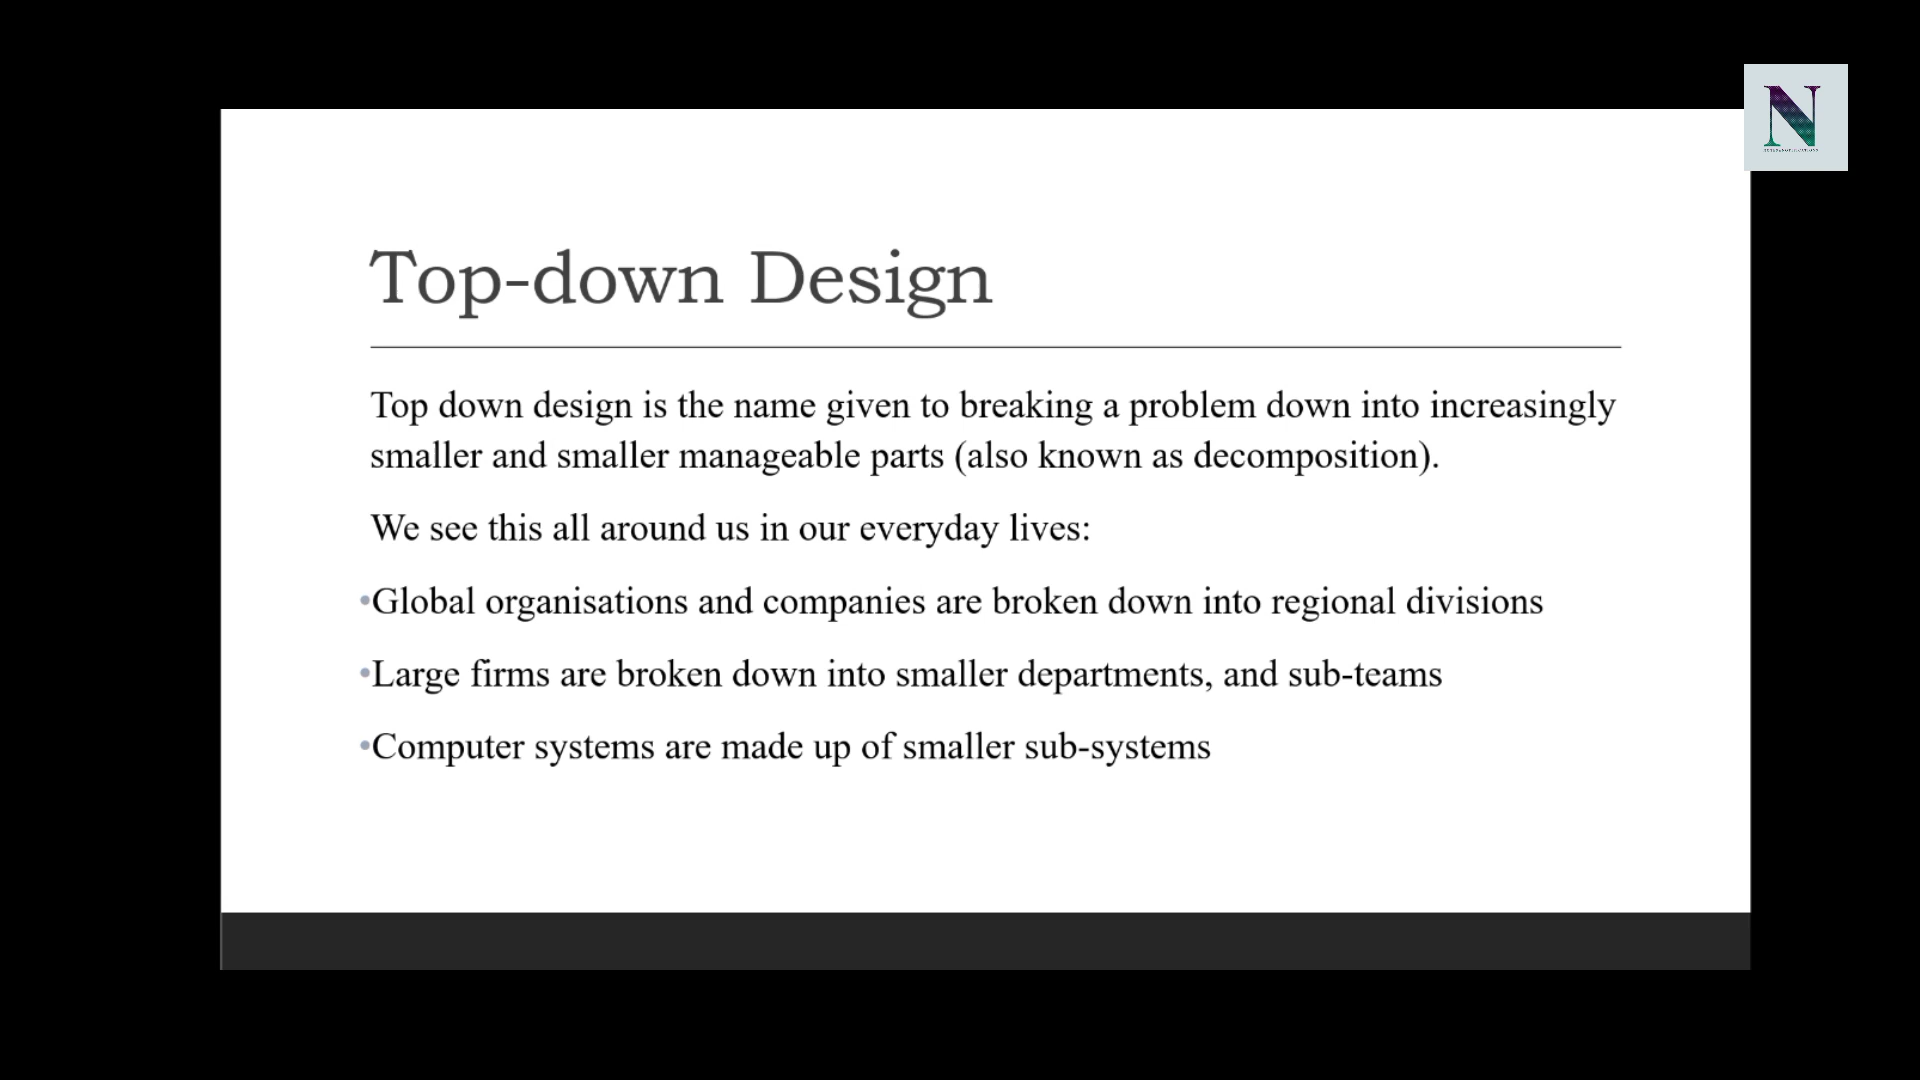 N
Top-down Design
Top down design is the name given to breaking a problem down into increasingly
smaller and smaller manageable parts (also known as decomposition).
We see this all around us in our everyday lives:
•Global organisations and companies are broken down into regional divisions
•Large firms are broken down into smaller departments, and sub-teams
•Computer systems are made up of smaller sub-systems